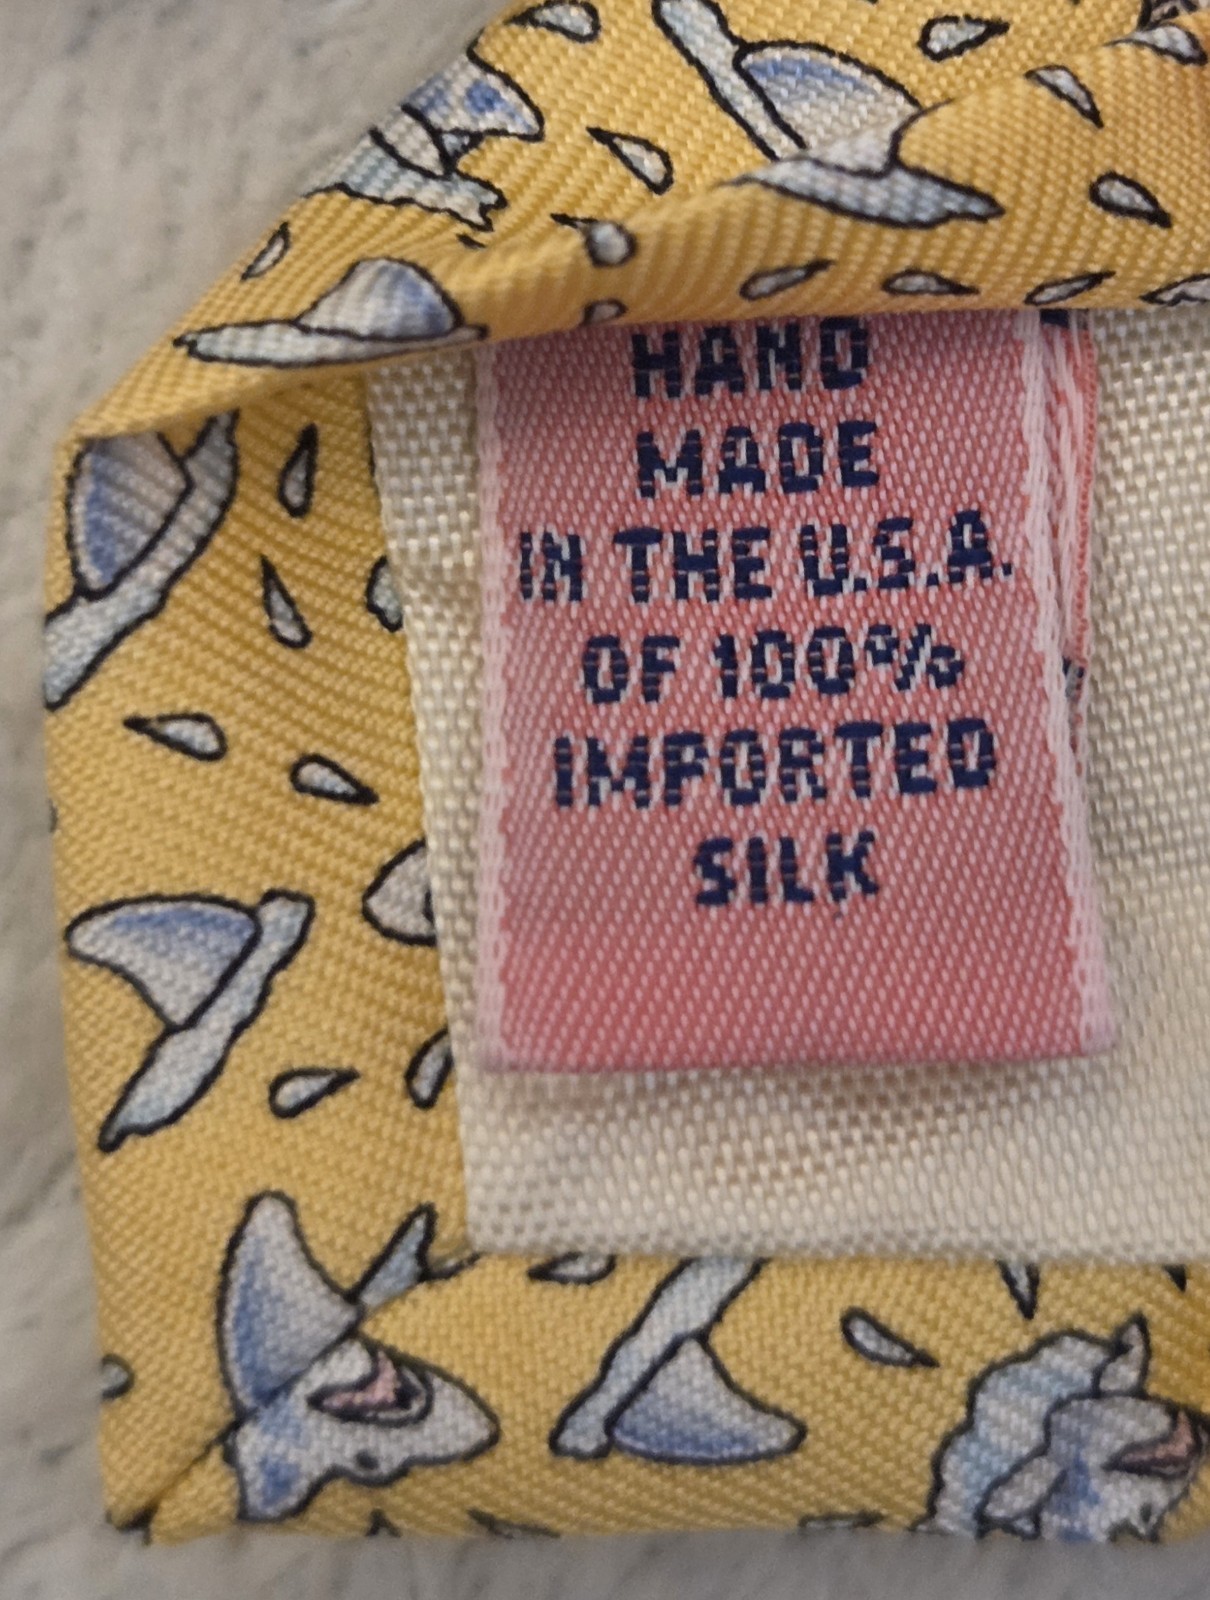 HAND
MADE
IN THE U.S.A.
OF 100%
IMPORTED
SILK